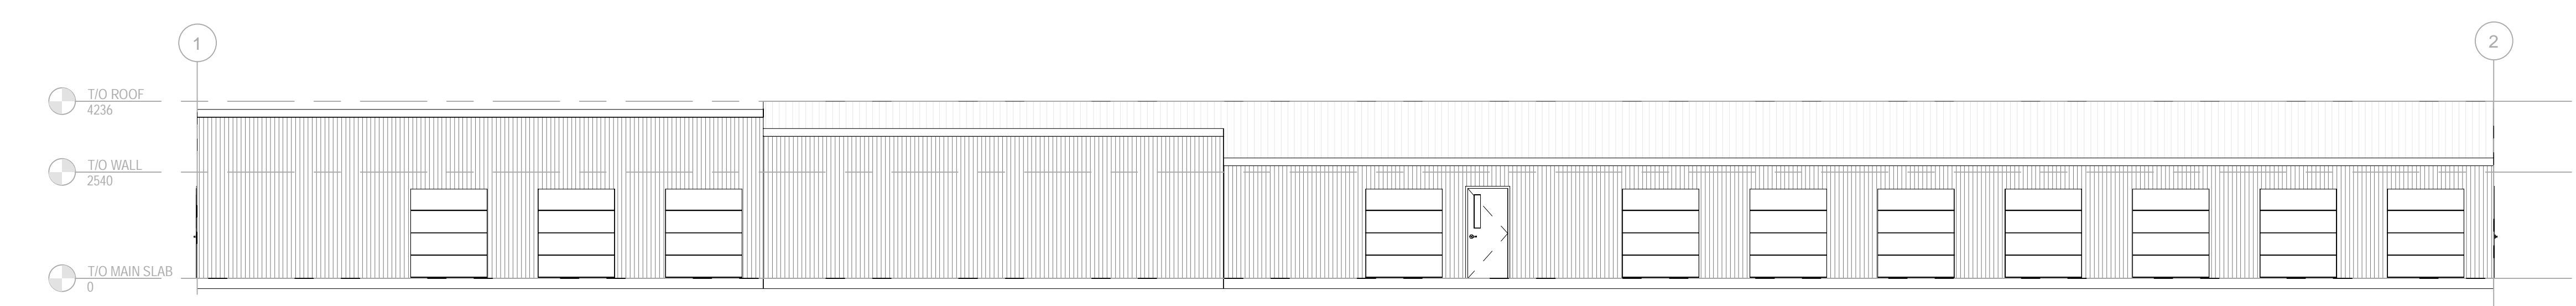 1
2
T/O ROOF
4236
T/O WALL
2540
T/O MAIN SLAB
0